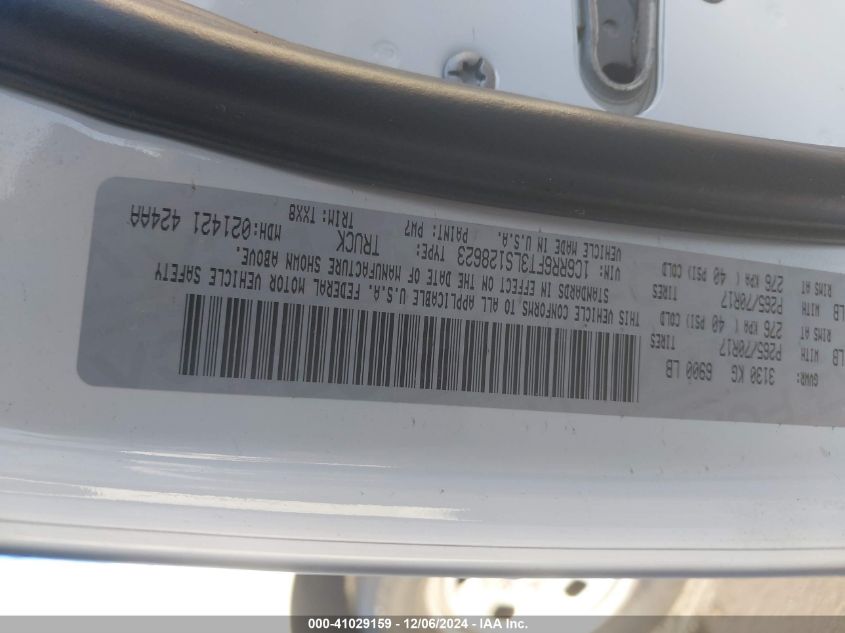 GVWR: 3130 KG 6900 LB
LB WITH P265/70R17 TIRES
RIMS AT 276 KPA ( 40 PSI) COLD
LB WITH P265/70R17 TIRES
RIMS AT 276 KPA ( 40 PSI) COLD
THIS VEHICLE CONFORMS TO ALL APPLICABLE U.S.A. FEDERAL MOTOR VEHICLE SAFETY
STANDARDS IN EFFECT ON THE DATE OF MANUFACTURE SHOWN ABOVE.
VIN: 1C6RR6FT3LS128623 TYPE: TRUCK MDH:021421 424AA
VEHICLE MADE IN U.S.A. PAINT: PW7 TRIM: TXX8
000-41029159 - 12/06/2024 - IAA Inc.